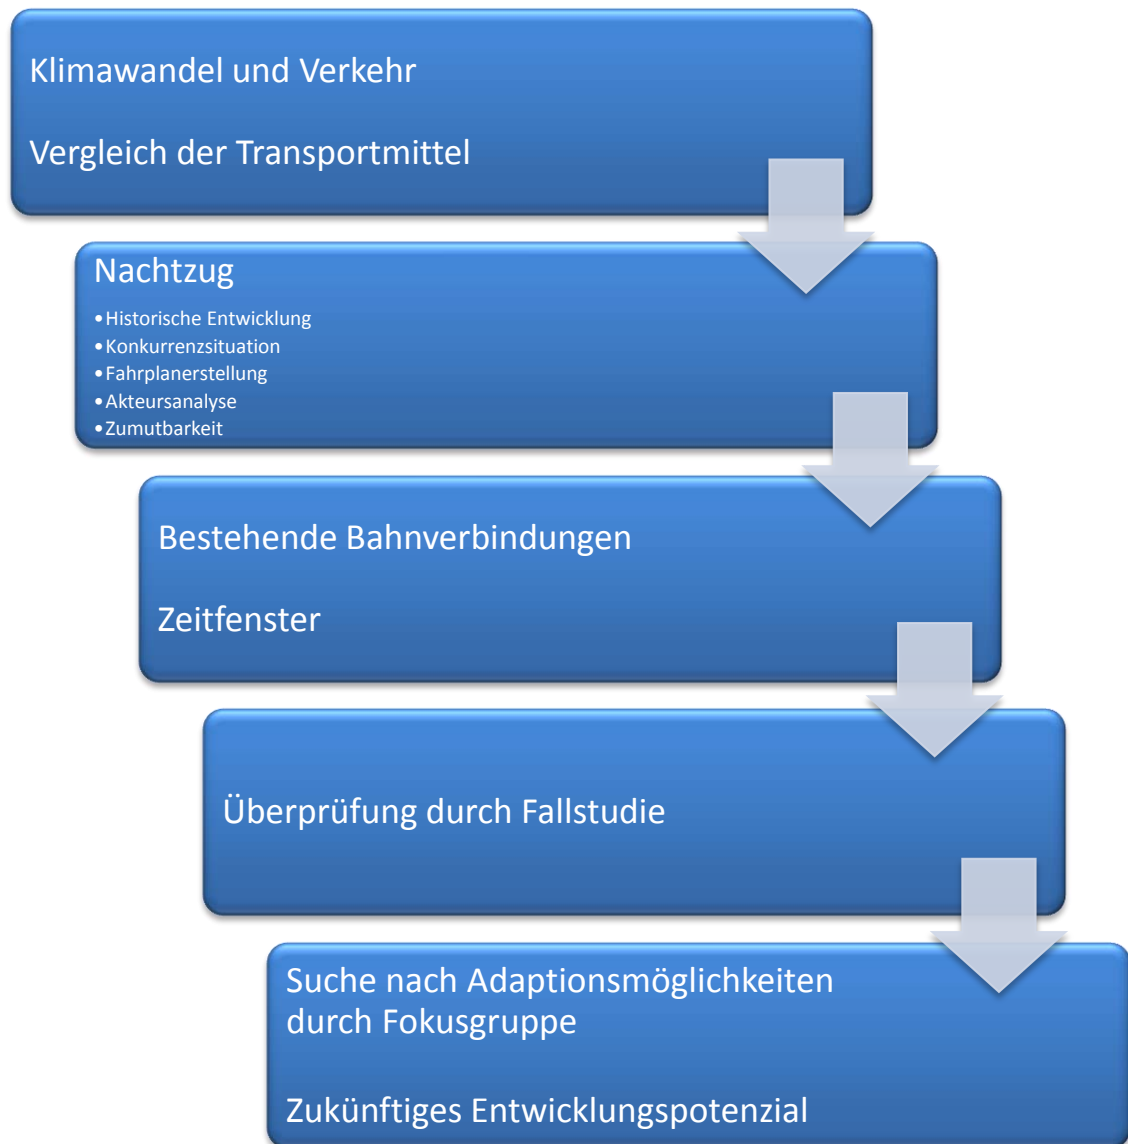 Klimawandel und Verkehr
Vergleich der Transportmittel
Nachtzug
•Historische Entwicklung
•Konkurrenzsituation
•Fahrplanerstellung
•Akteursanalyse
•Zumutbarkeit
Bestehende Bahnverbindungen
Zeitfenster
Überprüfung durch Fallstudie
Suche nach Adaptionsmöglichkeiten
durch Fokusgruppe
Zukünftiges Entwicklungspotenzial